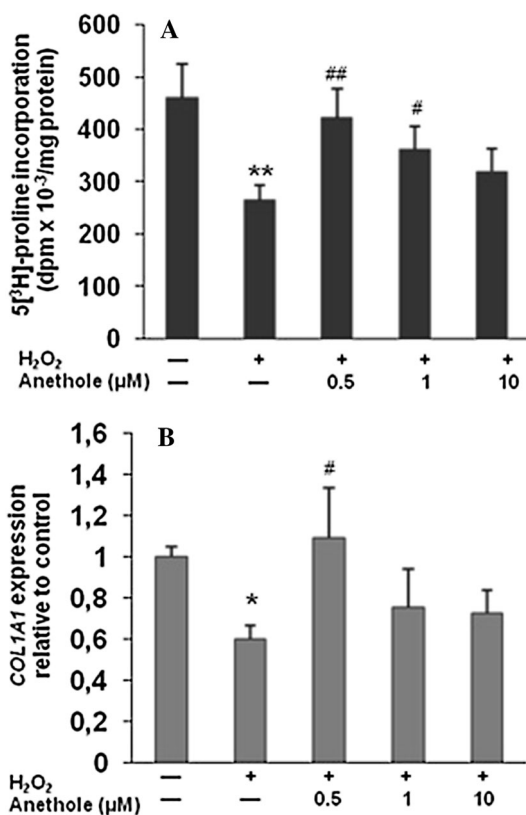 A
600
500
400
300
200
100
0
5[³H]-proline incorporation
(dpm x 10⁻³/mg protein)
**
##
#
H₂O₂ — + + + +
Anethole (µM) — — 0.5 1 10
B
1,6
1,4
1,2
1
0,8
0,6
0,4
0,2
0
COL1A1 expression
relative to control
*
#
H₂O₂ — + + + +
Anethole (µM) — — 0.5 1 10